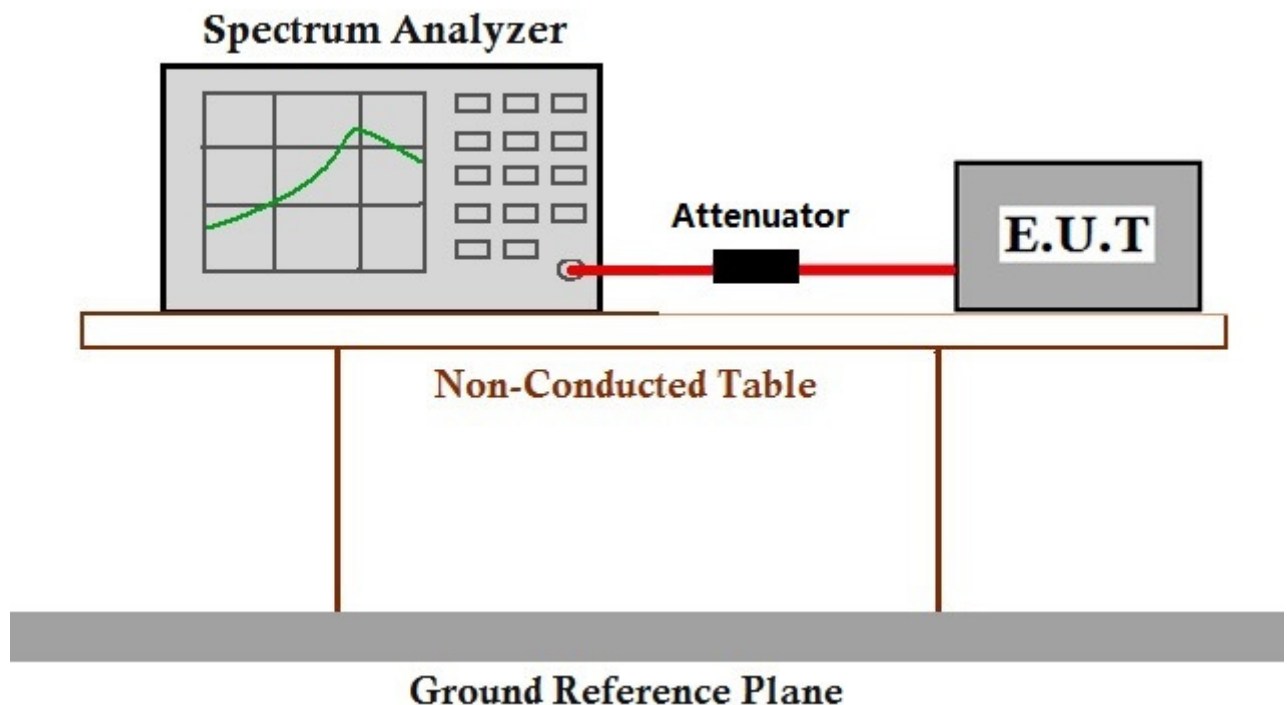 Spectrum Analyzer
Attenuator
E.U.T
Non-Conducted Table
Ground Reference Plane